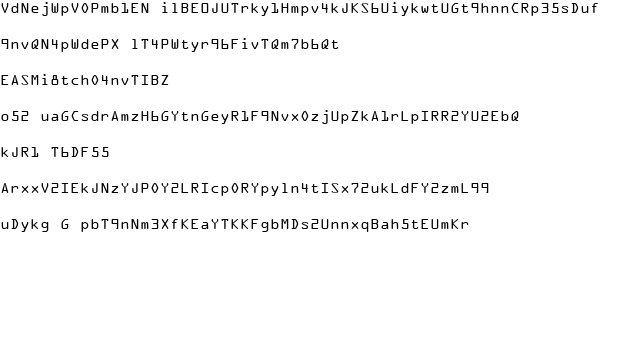 VdNejWpV0Pmb1EN i1BE0JUTrky1Hmpv4kJKS6UiykwtUGt9hnnCRp35sDuf
9nvQN4pWdePX 1T4PWtyr96FivTQm7b6Qt
EASMi8tch04nvTIBZ
o52 uaGCsdrAmzH6GYtnGeyR1F9Nvx0zjUpZkA1rLpIRR2YU2EbQ
kJR1 T6DF55
ArxxV2IEkJNzYJP0Y2LRIcp0RYpy1n4tISx72ukLdFY2zmL99
uDykg G pbT9nNm3XfKEaYTKKFgbMDs2UnnxqBah5tEUmKr